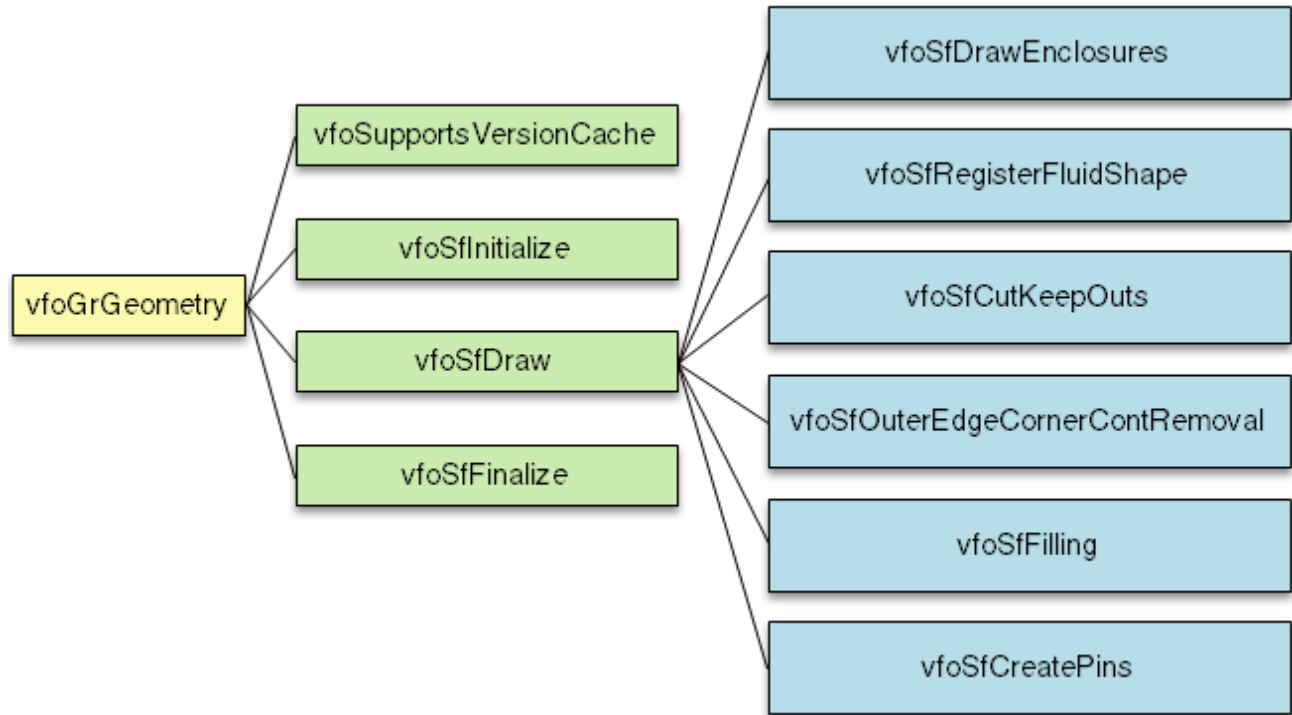 vfoGrGeometry
vfoSupportsVersionCache
vfoSfInitialize
vfoSfDraw
vfoSfFinalize
vfoSfDrawEnclosures
vfoSfRegisterFluidShape
vfoSfCutKeepOuts
vfoSfOuterEdgeCornerContRemoval
vfoSfFilling
vfoSfCreatePins